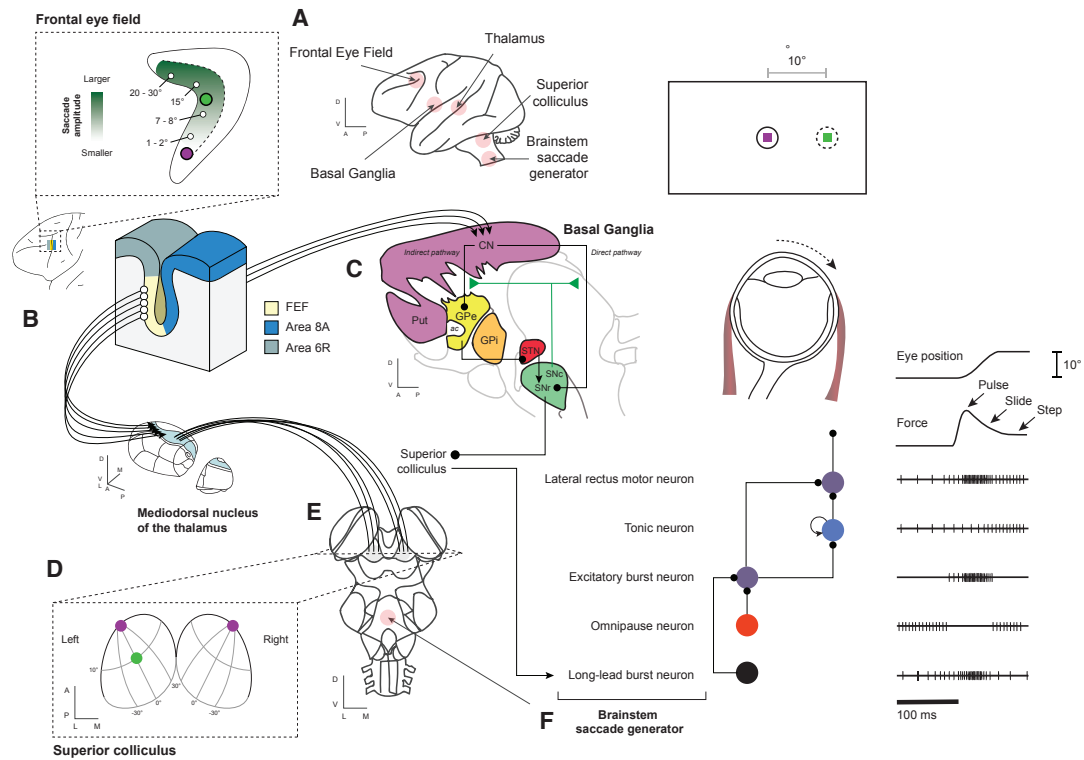 Frontal eye field
Larger
Saccade
amplitude
Smaller
20 - 30°
15°
7 - 8°
1 - 2°
A
Frontal Eye Field
Thalamus
Superior
colliculus
Brainstem
saccade
generator
Basal Ganglia
D
V
A P
°
10°
B
FEF
Area 8A
Area 6R
Mediodorsal nucleus
of the thalamus
D
M
V
L
A
P
C
Basal Ganglia
CN
Indirect pathway
Direct pathway
Put
GPe
ac
GPi
STN
SNc
SNr
D
V
A P
Superior
colliculus
D
Left
Right
10°
30°
0°
0°
-30°
-30°
A
P
L M
Superior colliculus
E
D
V
L M
F
Lateral rectus motor neuron
Tonic neuron
Excitatory burst neuron
Omnipause neuron
Long-lead burst neuron
Brainstem
saccade generator
Eye position
10°
Pulse
Slide
Step
Force
100 ms